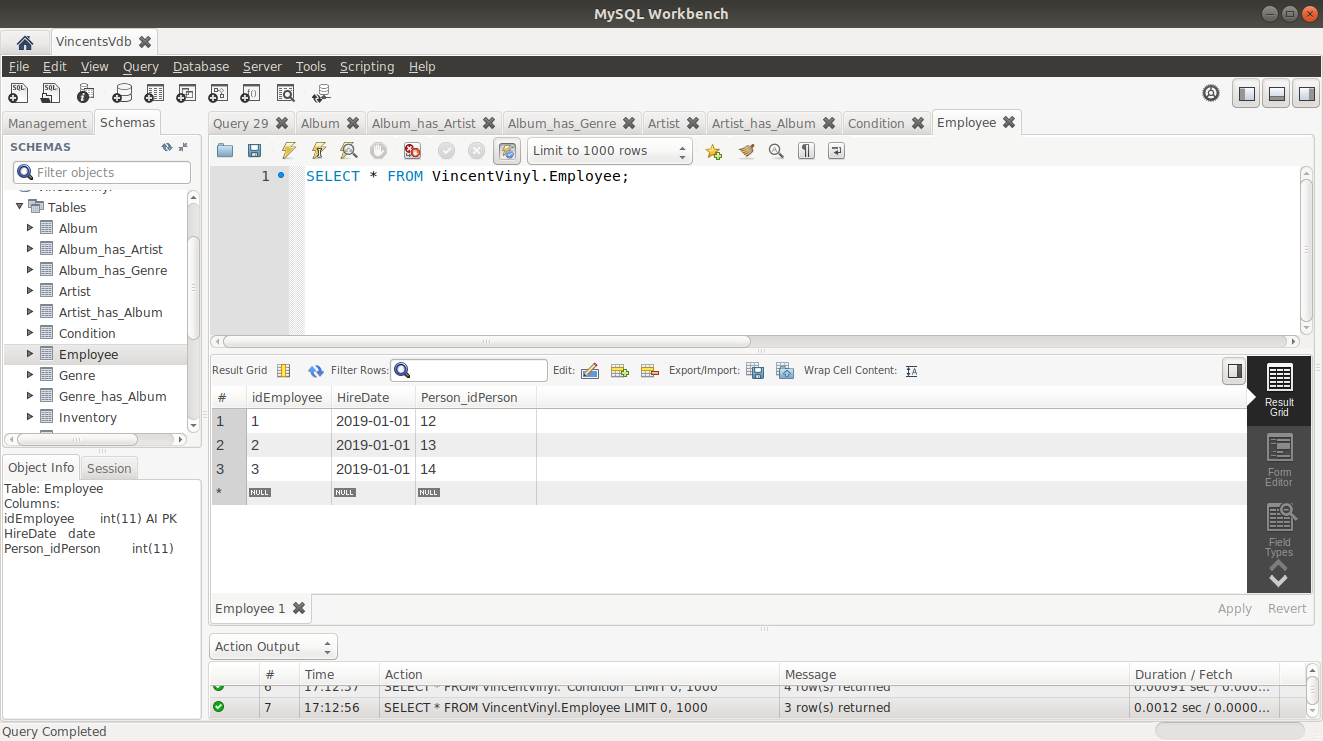 MySQL Workbench
VincentsVdb
File Edit View Query Database Server Tools Scripting Help
Management Schemas
Query 29 Album Album_has_Artist Album_has_Genre Artist Artist_has_Album Condition Employee
SCHEMAS
Filter objects
Limit to 1000 rows
1 SELECT * FROM VincentVinyl.Employee;
Tables
Album
Album_has_Artist
Album_has_Genre
Artist
Artist_has_Album
Condition
Employee
Genre
Genre_has_Album
Inventory
Result Grid Filter Rows: Edit: Export/Import: Wrap Cell Content:
# idEmployee HireDate Person_idPerson
1 1 2019-01-01 12
2 2 2019-01-01 13
3 3 2019-01-01 14
* NULL NULL NULL
Result
Grid
Form
Editor
Field
Types
Object Info Session
Table: Employee
Columns:
idEmployee int(11) AI PK
HireDate date
Person_idPerson int(11)
Employee 1
Apply Revert
Action Output
# Time Action Message Duration / Fetch
6 17:12:37 SELECT * FROM VincentVinyl.`Condition` LIMIT 0, 1000 4 row(s) returned 0.00091 sec / 0.000...
7 17:12:56 SELECT * FROM VincentVinyl.Employee LIMIT 0, 1000 3 row(s) returned 0.0012 sec / 0.0000...
Query Completed